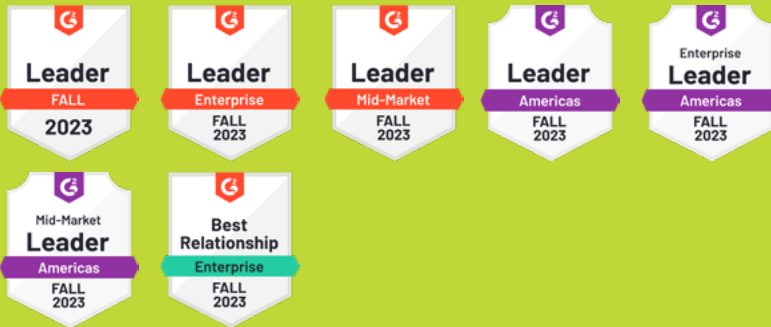 G2
Leader
FALL
2023
G2
Leader
Enterprise
FALL
2023
G2
Leader
Mid-Market
FALL
2023
G2
Leader
Americas
FALL
2023
G2
Enterprise
Leader
Americas
FALL
2023
G2
Mid-Market
Leader
Americas
FALL
2023
G2
Best
Relationship
Enterprise
FALL
2023